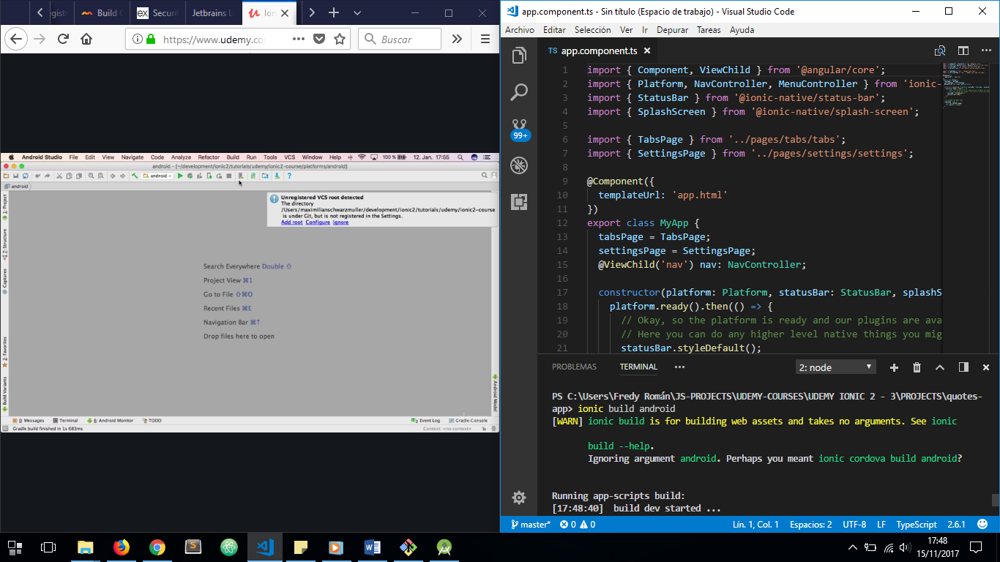 egist
Build
Securi
Jetbrains L
Io
https://www.udemy.co
Buscar
Android Studio File Edit View Navigate Code Analyze Refactor Build Run Tools VCS Window Help 100 % 12. Jan. 17:55
android - [~/development/ionic2/tutorials/udemy/ionic2-course/platforms/android]
android
android
1: Project
Z: Structure
Captures
2: Favorites
Build Variants
Android Model
Unregistered VCS root detected
The directory
/Users/maximilianschwarzmuller/development/ionic2/tutorials/udemy/ionic2-course
is under Git, but is not registered in the Settings.
Add root Configure Ignore
Search Everywhere Double ⇧
Project View ⌘1
Go to File ⇧⌘O
Recent Files ⌘E
Navigation Bar ⌘↑
Drop files here to open
0: Messages Terminal 6: Android Monitor TODO 2 Event Log Gradle Console
Gradle build finished in 1s 683ms Context: <no context>
app.component.ts - Sin título (Espacio de trabajo) - Visual Studio Code
Archivo Editar Selección Ver Ir Depurar Tareas Ayuda
TS app.component.ts
99+
1 import { Component, ViewChild } from '@angular/core';
2 import { Platform, NavController, MenuController } from 'ionic-
3 import { StatusBar } from '@ionic-native/status-bar';
4 import { SplashScreen } from '@ionic-native/splash-screen';
5
6 import { TabsPage } from '../pages/tabs/tabs';
7 import { SettingsPage } from '../pages/settings/settings';
8
9 @Component({
10 templateUrl: 'app.html'
11 })
12 export class MyApp {
13 tabsPage = TabsPage;
14 settingsPage = SettingsPage;
15 @ViewChild('nav') nav: NavController;
16
17 constructor(platform: Platform, statusBar: StatusBar, splashS
18 platform.ready().then(() => {
19 // Okay, so the platform is ready and our plugins are ava
20 // Here you can do any higher level native things you mig
21 statusBar.styleDefault();
PROBLEMAS TERMINAL ••• 2: node
PS C:\Users\Fredy Román\JS-PROJECTS\UDEMY-COURSES\UDEMY IONIC 2 - 3\PROJECTS\quotes-
app> ionic build android
[WARN] ionic build is for building web assets and takes no arguments. See ionic
build --help.
Ignoring argument android. Perhaps you meant ionic cordova build android?
Running app-scripts build:
[17:48:40] build dev started ...
master* 0 0 Lín. 1, Col. 1 Espacios: 2 UTF-8 LF TypeScript 2.6.1
17:48
15/11/2017